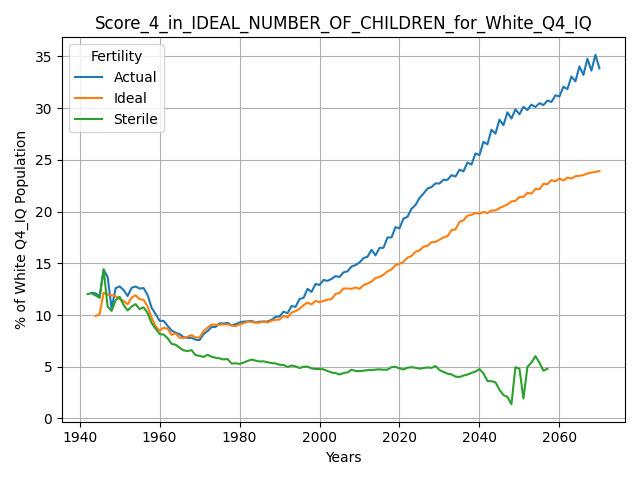 Score_4_in_IDEAL_NUMBER_OF_CHILDREN_for_White_Q4_IQ
Fertility
Actual
Ideal
Sterile
% of White Q4_IQ Population
35
30
25
20
15
10
5
0
1940
1960
1980
2000
2020
2040
2060
Years